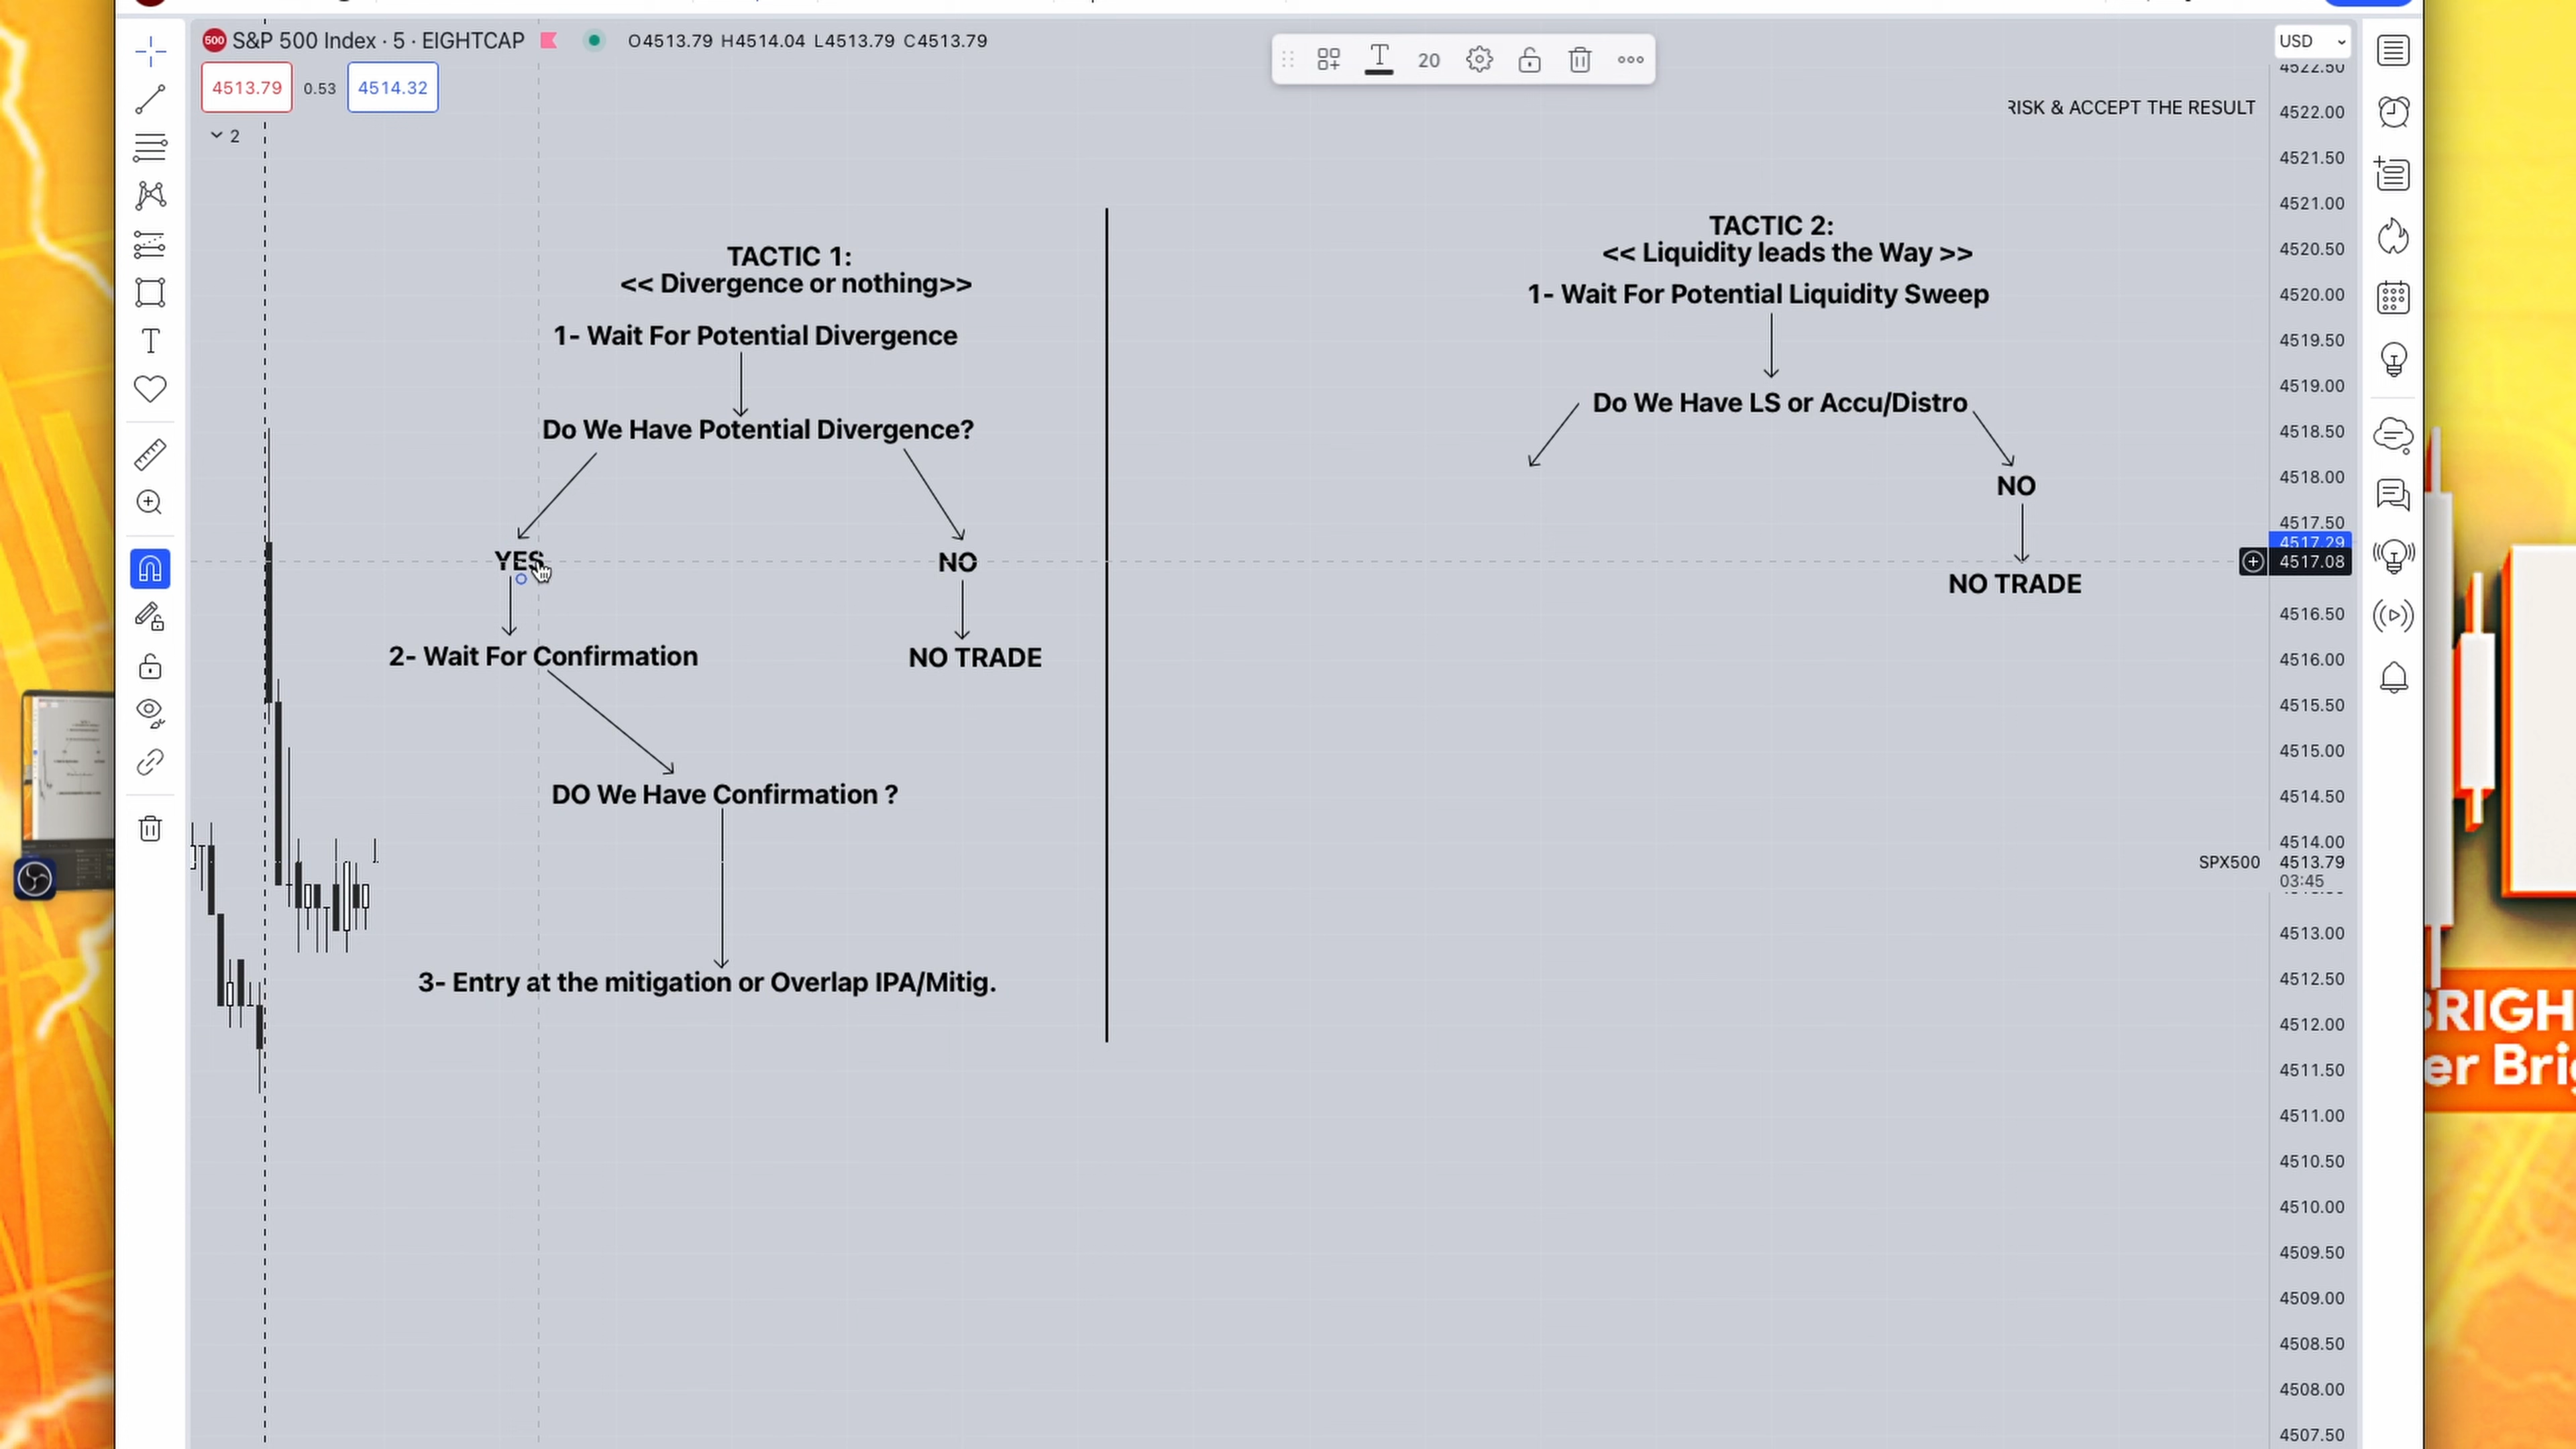 S&P 500 Index · 5 · EIGHTCAP
O4513.79 H4514.04 L4513.79 C4513.79
4513.79 0.53 4514.32
2
20
USD
RISK & ACCEPT THE RESULT
TACTIC 1:
<< Divergence or nothing>>
1- Wait For Potential Divergence
Do We Have Potential Divergence?
YES
NO
2- Wait For Confirmation
NO TRADE
DO We Have Confirmation ?
3- Entry at the mitigation or Overlap IPA/Mitig.
TACTIC 2:
<< Liquidity leads the Way >>
1- Wait For Potential Liquidity Sweep
Do We Have LS or Accu/Distro
NO
NO TRADE
4522.50
4522.00
4521.50
4521.00
4520.50
4520.00
4519.50
4519.00
4518.50
4518.00
4517.50
4517.29
4517.08
4516.50
4516.00
4515.50
4515.00
4514.50
4514.00
SPX500 4513.79
03:45
4513.00
4512.50
4512.00
4511.50
4511.00
4510.50
4510.00
4509.50
4509.00
4508.50
4508.00
4507.50
BRIGH
er Brig